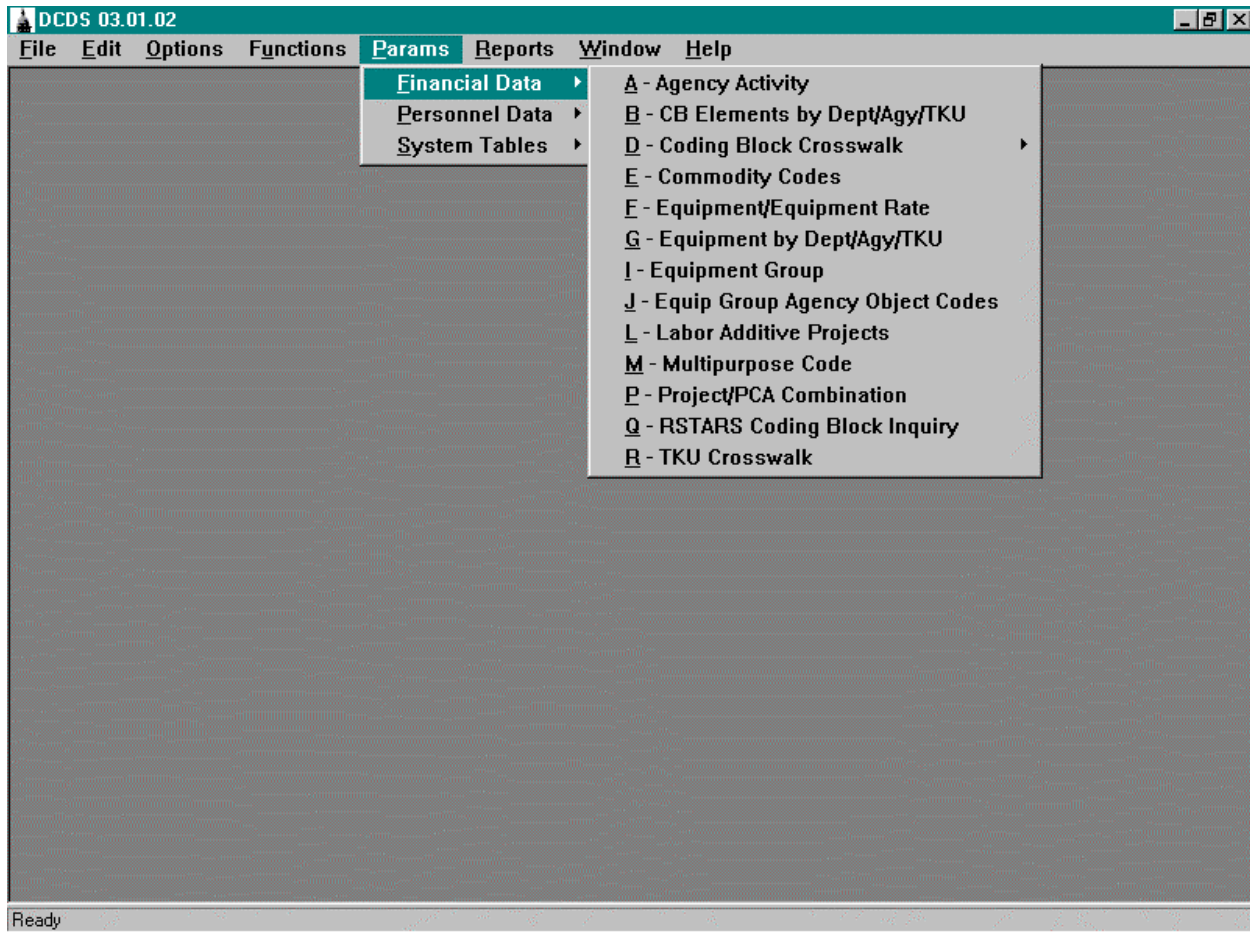 DCDS 03.01.02
File Edit Options Functions Params Reports Window Help
Financial Data
Personnel Data
System Tables
A - Agency Activity
B - CB Elements by Dept/Agy/TKU
D - Coding Block Crosswalk
E - Commodity Codes
F - Equipment/Equipment Rate
G - Equipment by Dept/Agy/TKU
I - Equipment Group
J - Equip Group Agency Object Codes
L - Labor Additive Projects
M - Multipurpose Code
P - Project/PCA Combination
Q - RSTARS Coding Block Inquiry
R - TKU Crosswalk
Ready